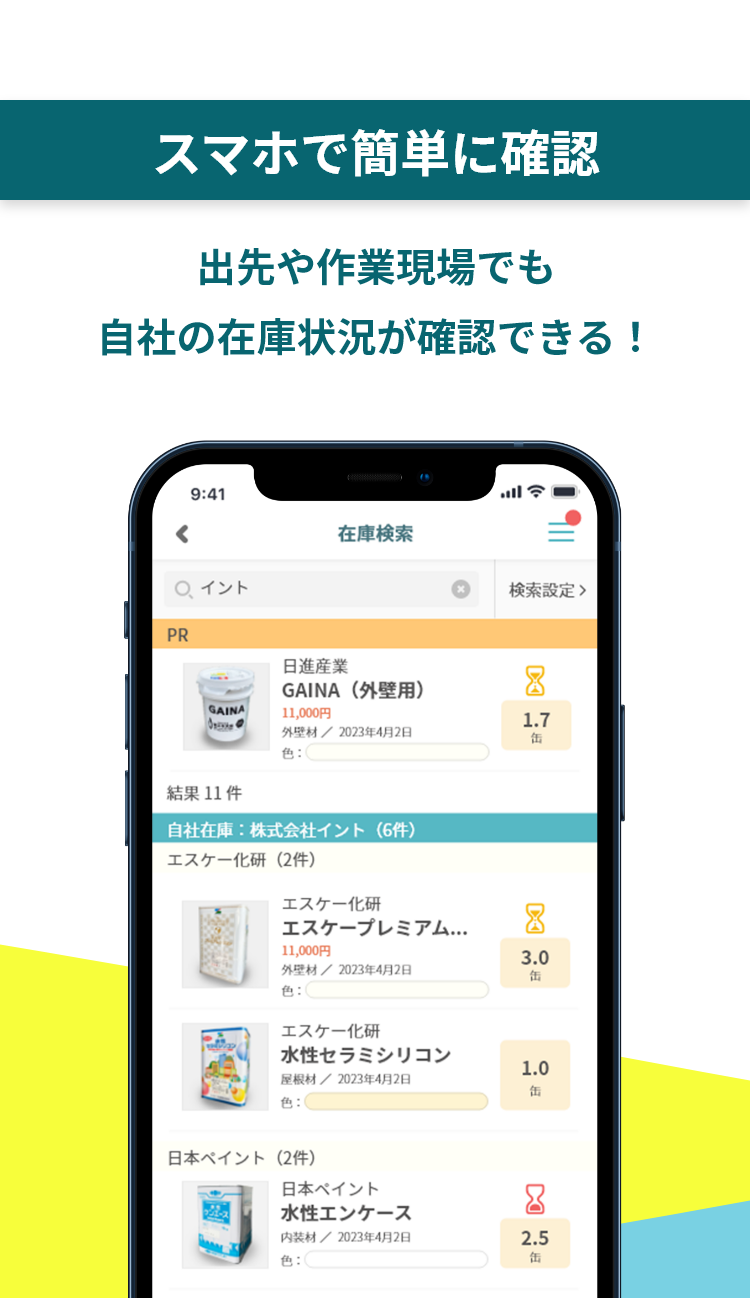 スマホで簡単に確認
出先や作業現場でも
自社の在庫状況が確認できる！
9:41
在庫検索
イント
検索設定
PR
日進産業
GAINA（外壁用）
11,000円
外壁材 ／ 2023年4月2日
色：
1.7
缶
GAINA
結果 11 件
自社在庫：株式会社イント（6件）
エスケー化研（2件）
エスケー化研
エスケープレミアム...
11,000円
外壁材 ／ 2023年4月2日
色：
3.0
缶
エスケー化研
水性セラミシリコン
屋根材 ／ 2023年4月2日
色：
1.0
缶
日本ペイント（2件）
日本ペイント
水性エンケース
内装材 ／ 2023年4月2日
色：
2.5
缶